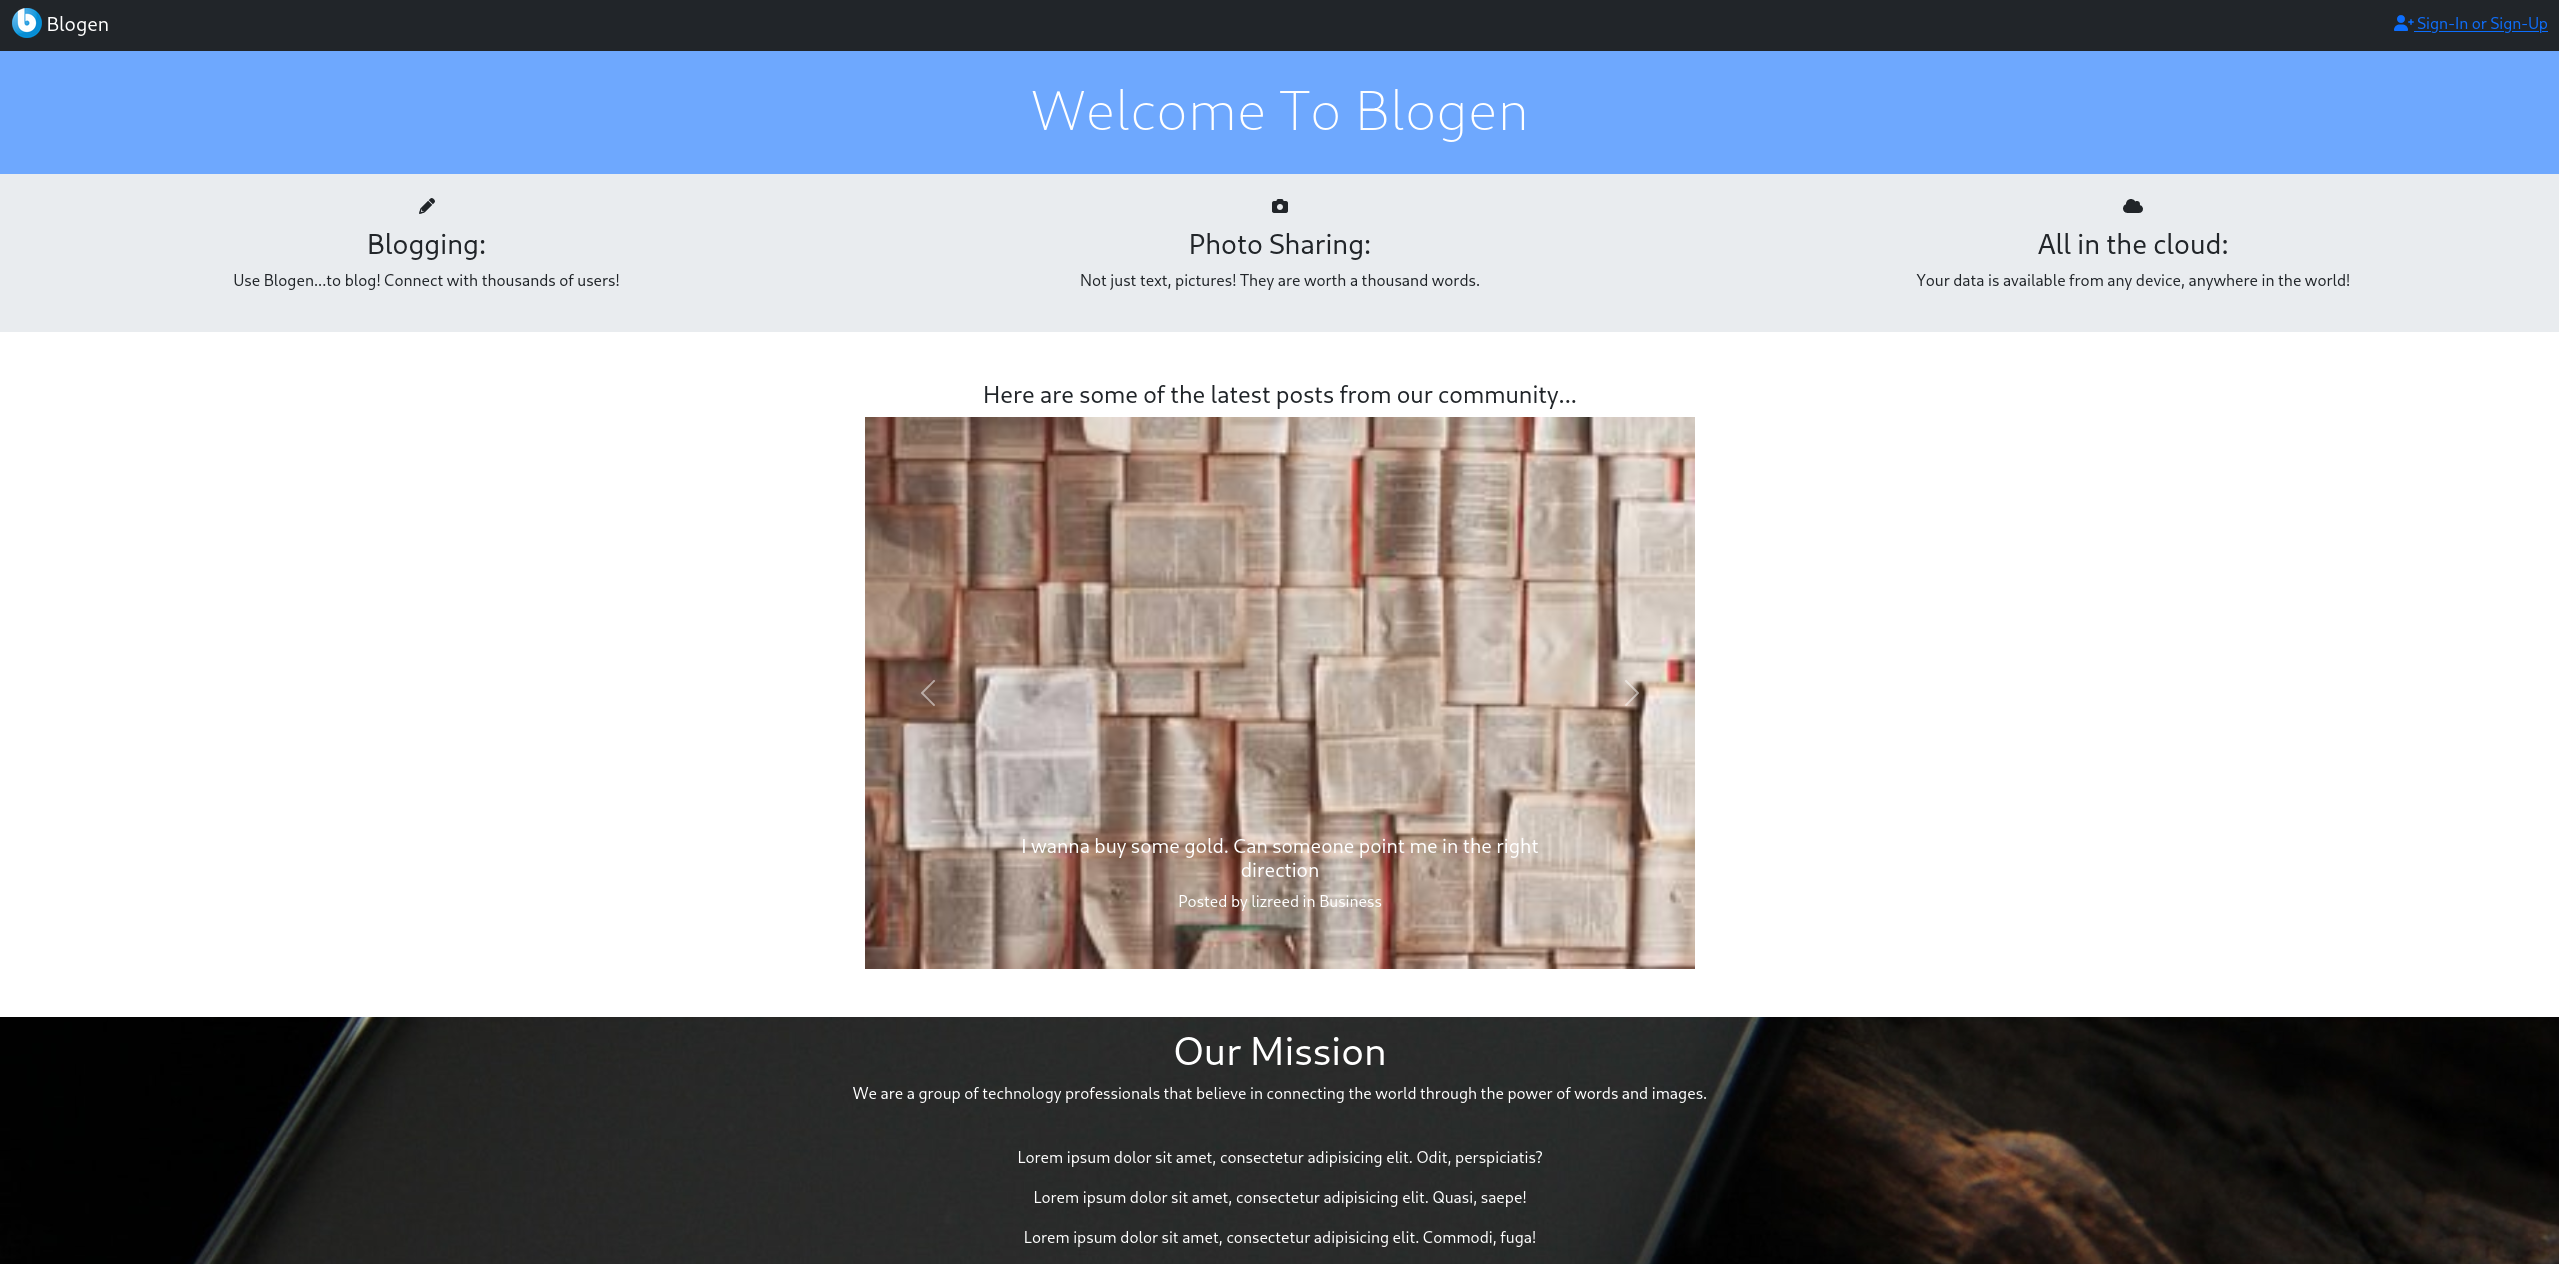 Blogen
Sign-In or Sign-Up
Welcome To Blogen
Blogging:
Use Blogen...to blog! Connect with thousands of users!
Photo Sharing:
Not just text, pictures! They are worth a thousand words.
All in the cloud:
Your data is available from any device, anywhere in the world!
Here are some of the latest posts from our community...
I wanna buy some gold. Can someone point me in the right
direction
Posted by lizreed in Business
Our Mission
We are a group of technology professionals that believe in connecting the world through the power of words and images.
Lorem ipsum dolor sit amet, consectetur adipisicing elit. Odit, perspiciatis?
Lorem ipsum dolor sit amet, consectetur adipisicing elit. Quasi, saepe!
Lorem ipsum dolor sit amet, consectetur adipisicing elit. Commodi, fuga!